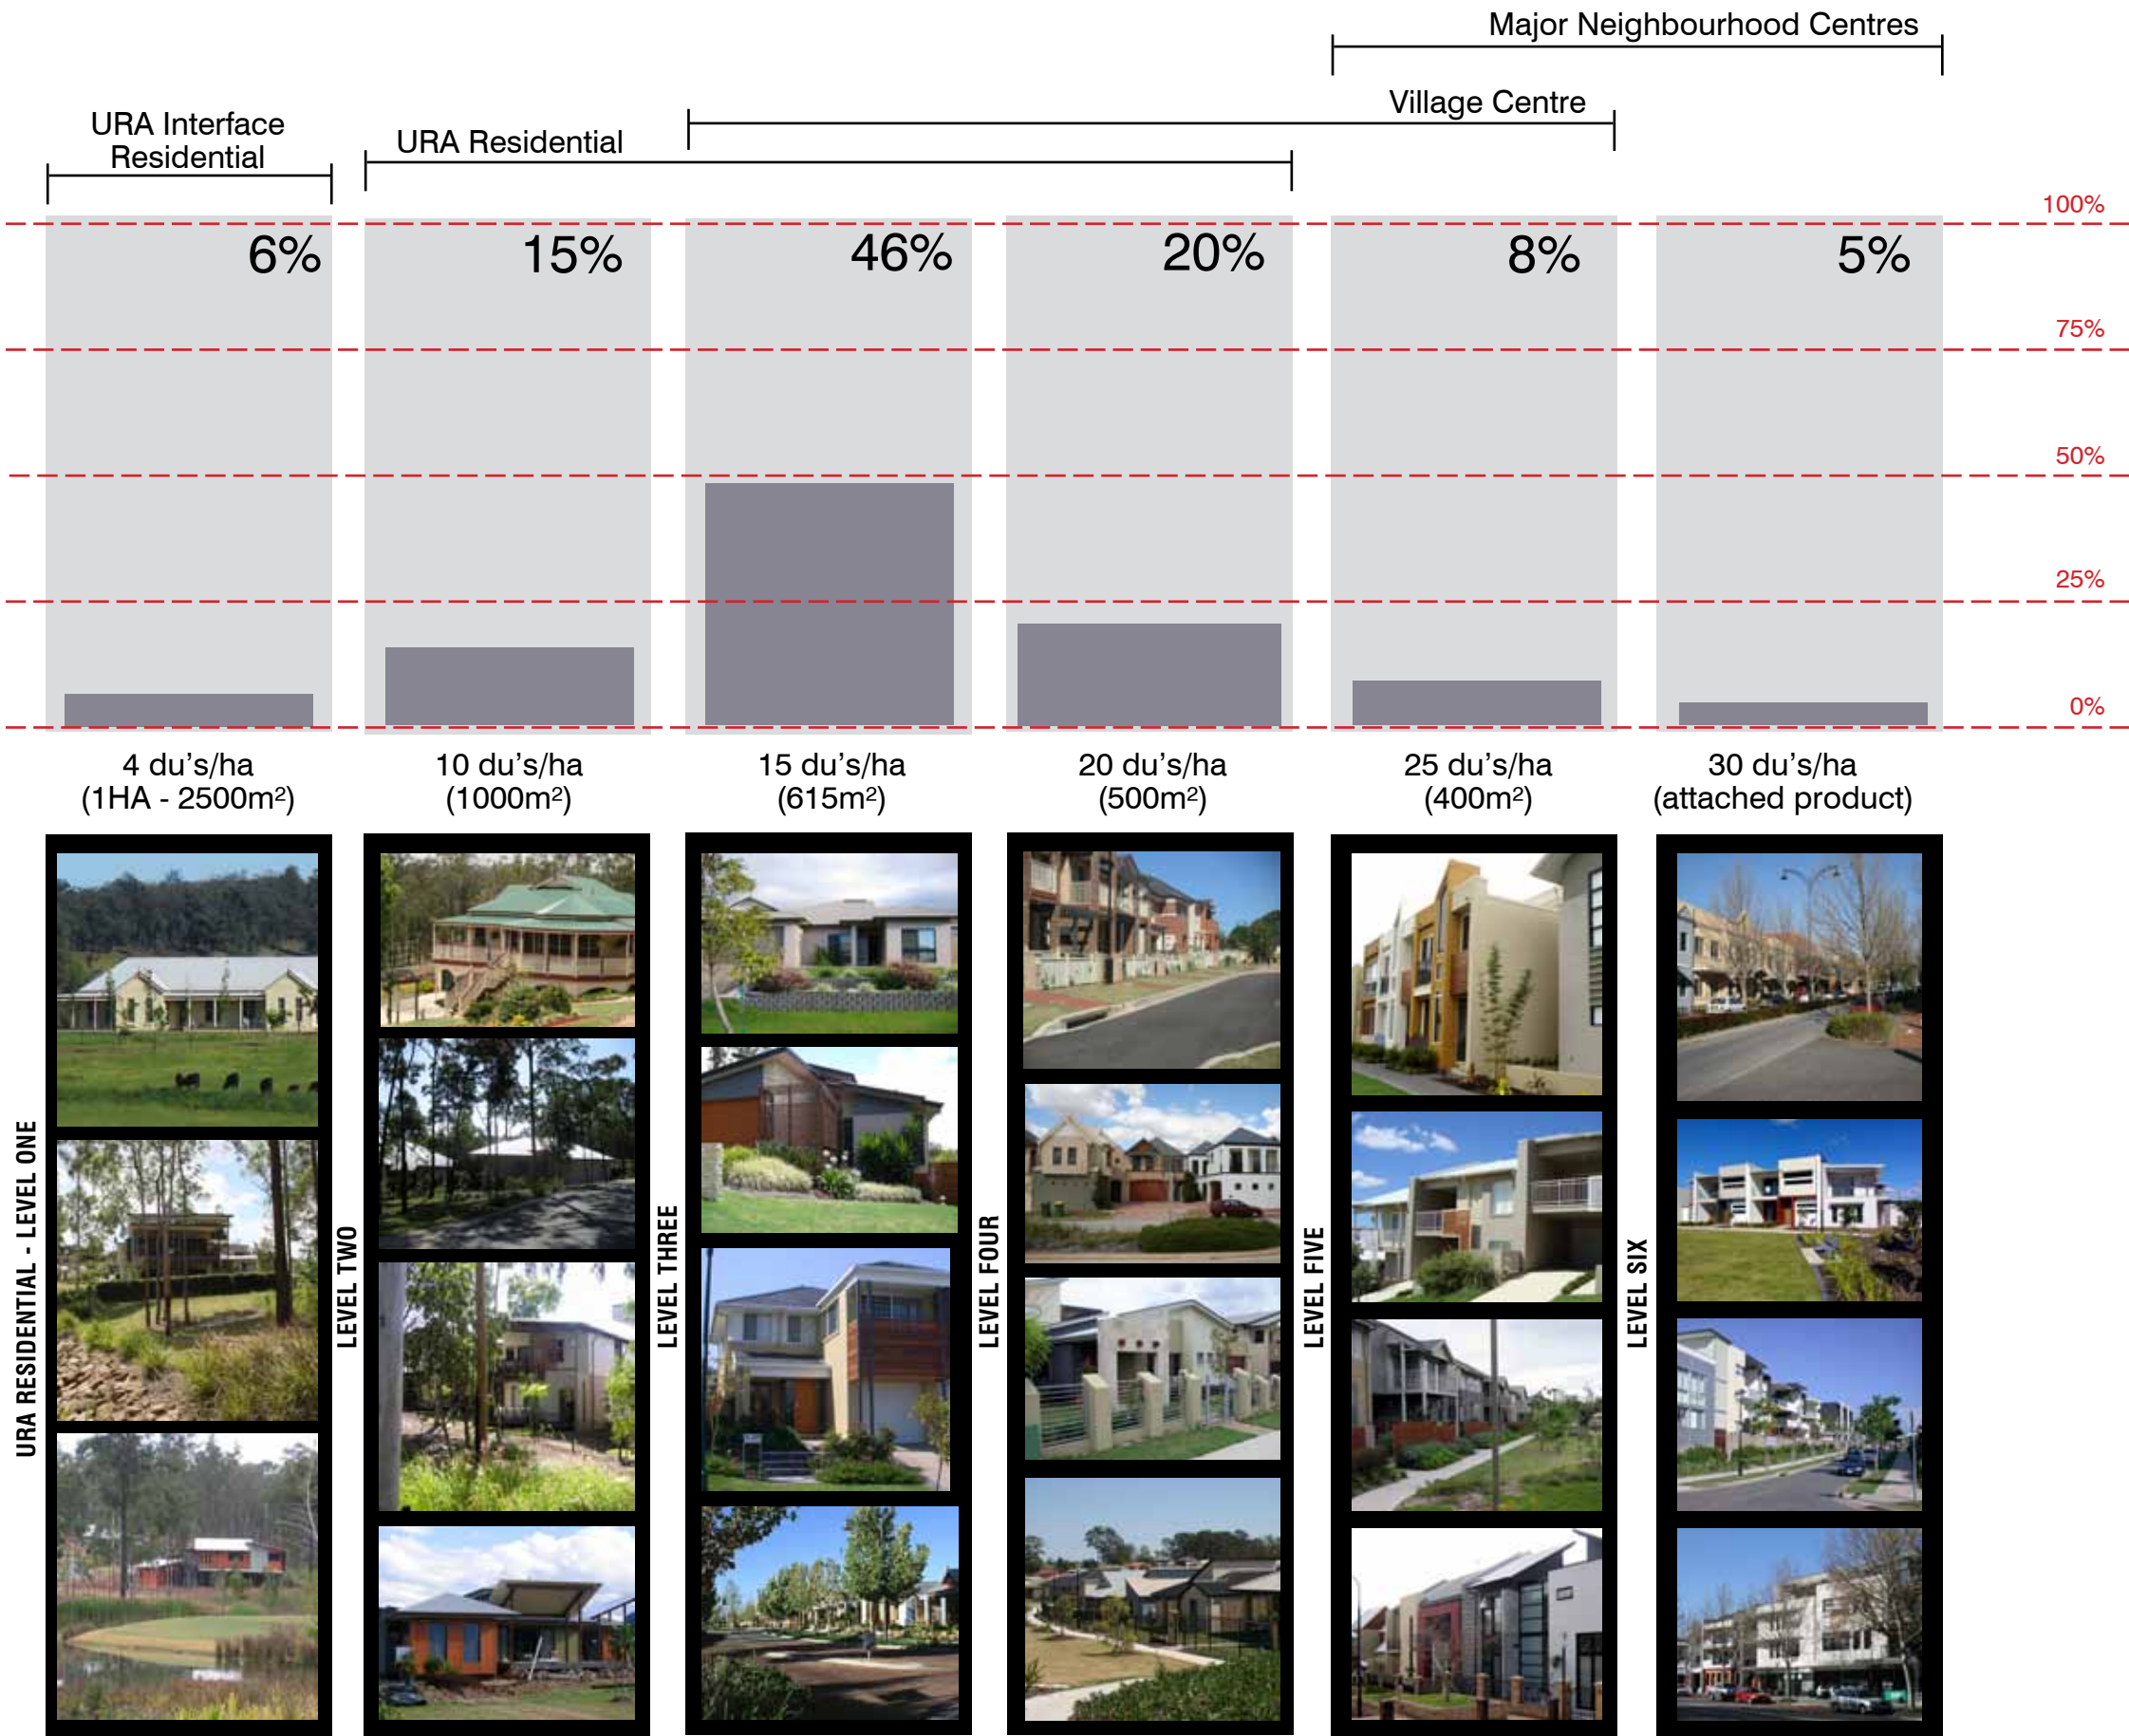 Major Neighbourhood Centres
Village Centre
URA Interface
Residential
URA Residential
100%
6%
15%
46%
20%
8%
5%
75%
50%
25%
0%
4 du’s/ha
(1HA - 2500m²)
10 du’s/ha
(1000m²)
15 du’s/ha
(615m²)
20 du’s/ha
(500m²)
25 du’s/ha
(400m²)
30 du’s/ha
(attached product)
URA RESIDENTIAL - LEVEL ONE
LEVEL TWO
LEVEL THREE
LEVEL FOUR
LEVEL FIVE
LEVEL SIX